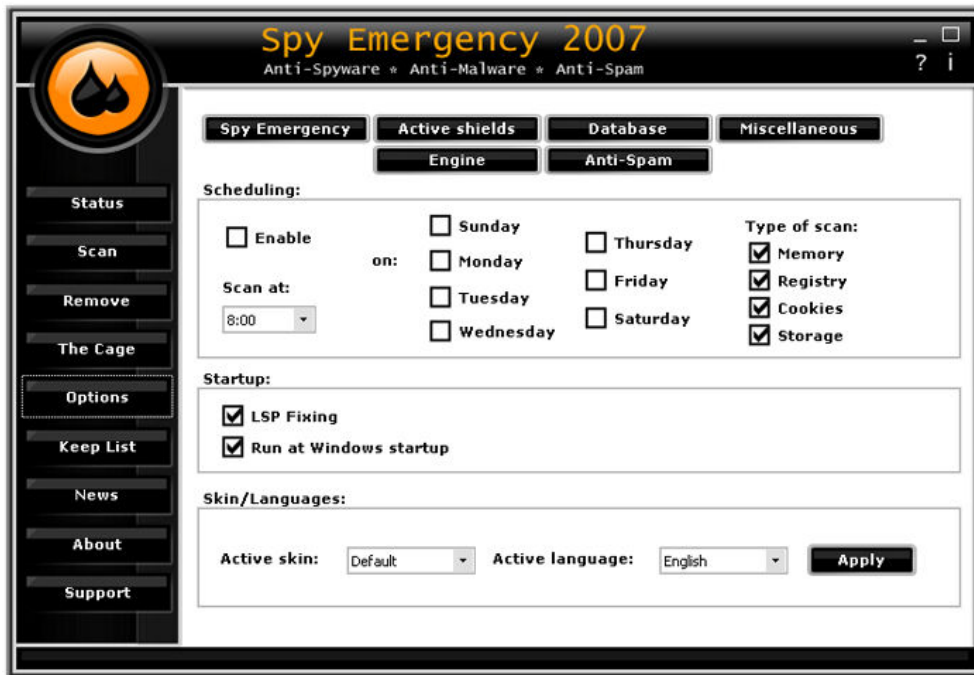 Spy Emergency 2007
Anti-Spyware * Anti-Malware * Anti-Spam
? i
Spy Emergency Active shields Database Miscellaneous
Engine Anti-Spam
Status
Scan
Remove
The Cage
Options
Keep List
News
About
Support
Scheduling:
Enable
Scan at:
8:00
on:
Sunday
Monday
Tuesday
Wednesday
Thursday
Friday
Saturday
Type of scan:
Memory
Registry
Cookies
Storage
Startup:
LSP Fixing
Run at Windows startup
Skin/Languages:
Active skin: Default Active language: English Apply